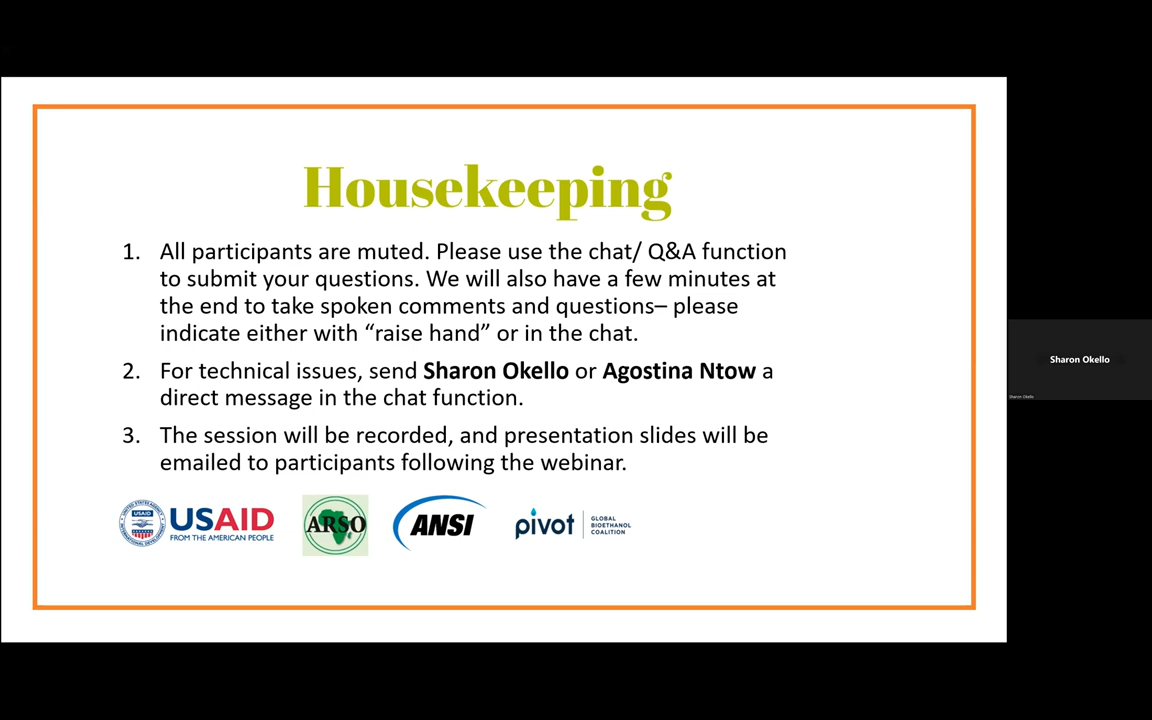 Housekeeping
1. All participants are muted. Please use the chat/ Q&A function
to submit your questions. We will also have a few minutes at
the end to take spoken comments and questions– please
indicate either with “raise hand” or in the chat.
2. For technical issues, send Sharon Okello or Agostina Ntow a
direct message in the chat function.
3. The session will be recorded, and presentation slides will be
emailed to participants following the webinar.
USAID
FROM THE AMERICAN PEOPLE
ARSO
ANSI
pivot
GLOBAL
BIOETHANOL
COALITION
Sharon Okello
Sharon Okello